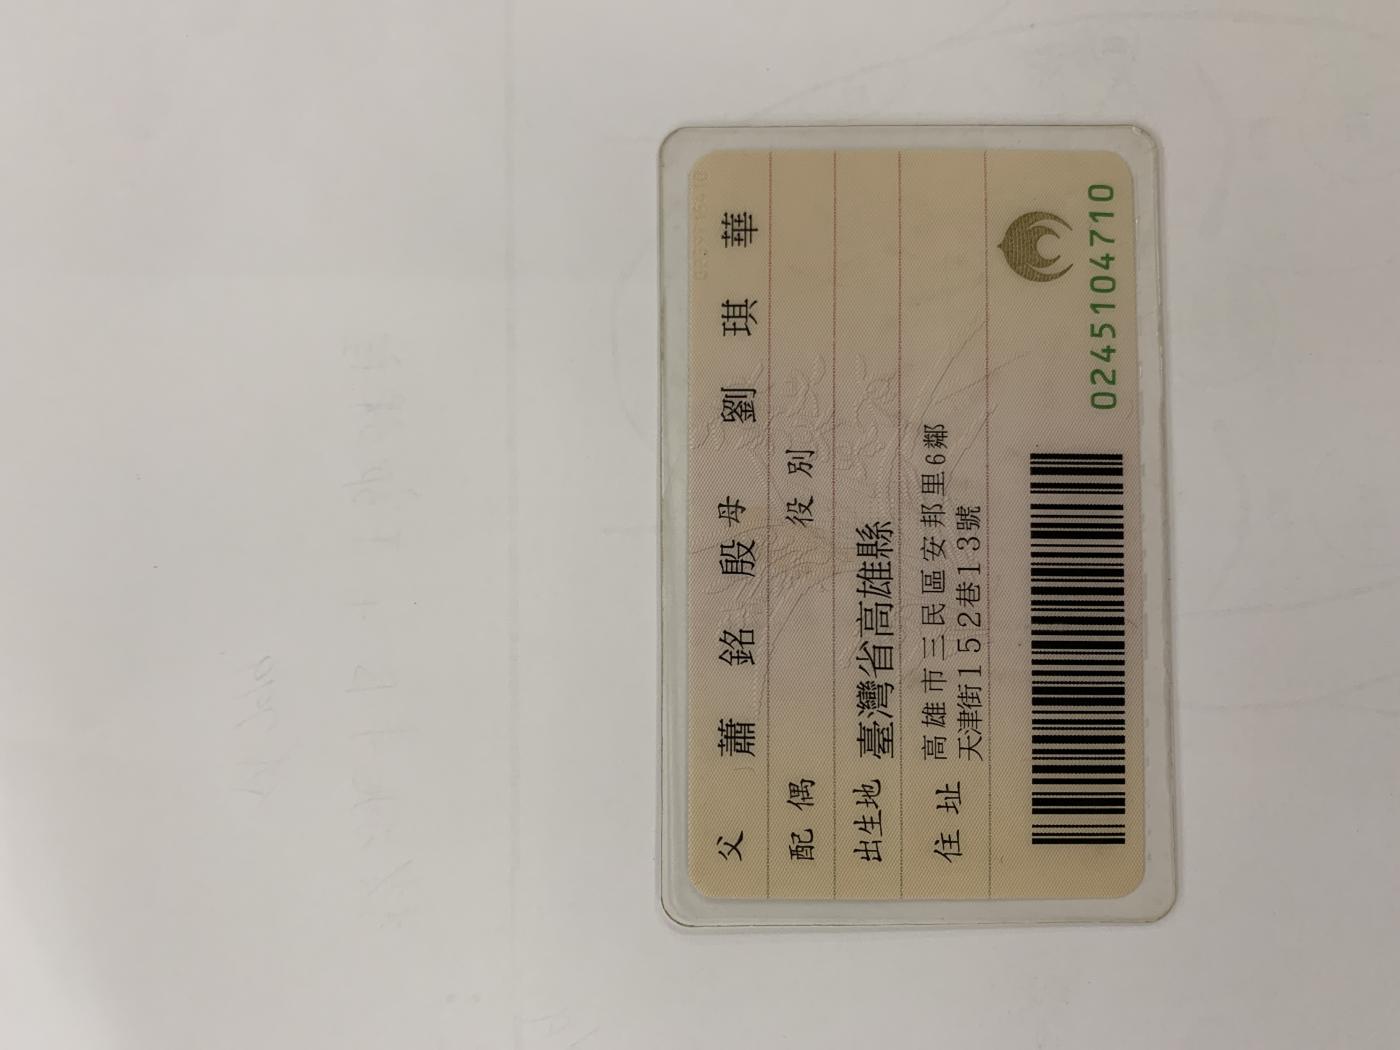 父 蕭銘殷 母 劉琪華
配偶 役別
出生地 臺灣省高雄縣
住址 高雄市三民區安邦里6鄰
天津街152巷13號
0245104710